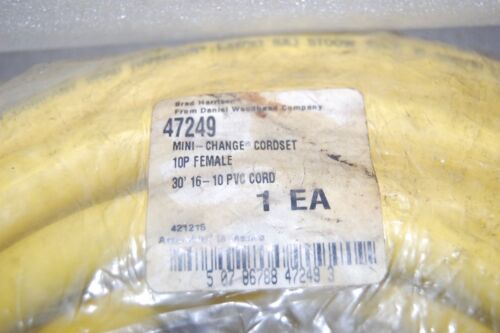 Brad Harrison
From Daniel Woodhead Company
47249
MINI-CHANGE® CORDSET
10P FEMALE
30' 16-10 PVC CORD
1 EA
421215
5 07 86788 47249 3